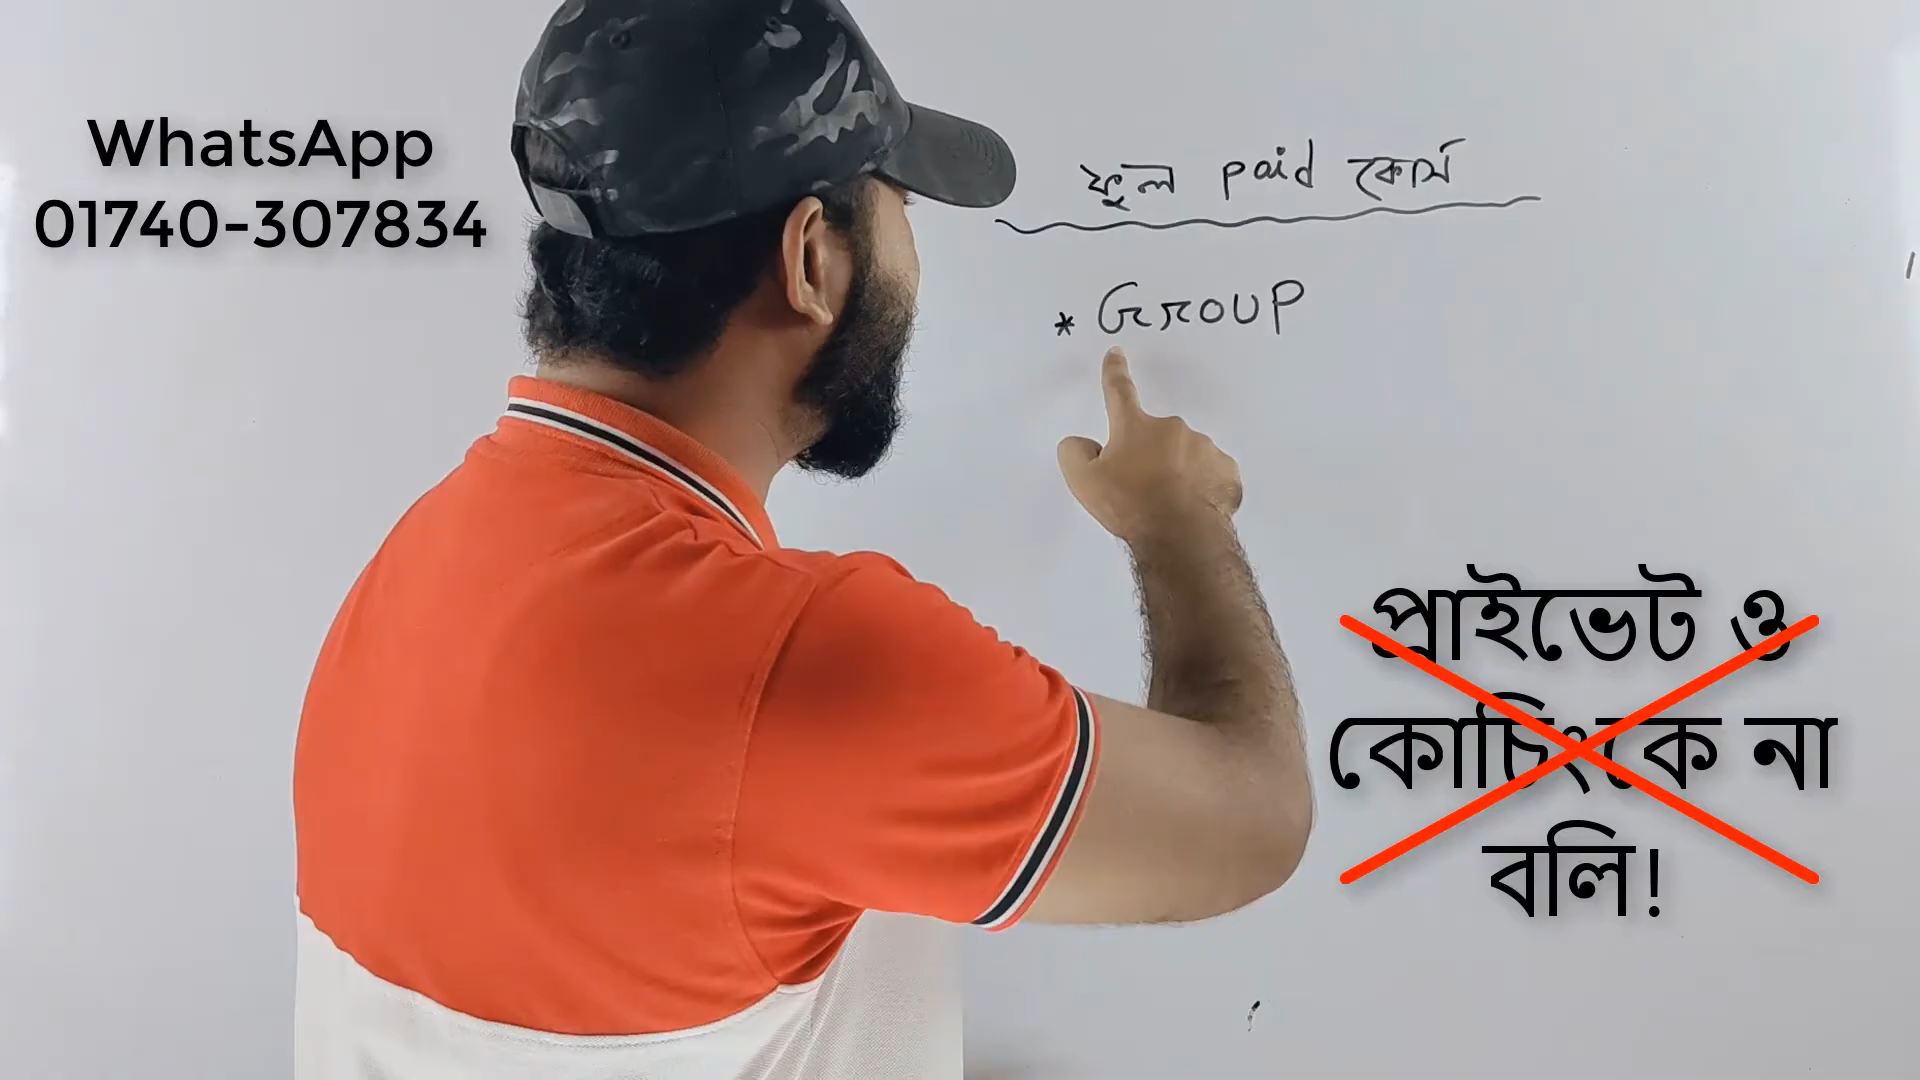 WhatsApp
01740-307834
ফুল paid কোর্স
* GROUP
প্রাইভেট ও
কোচিংকে না
বলি!